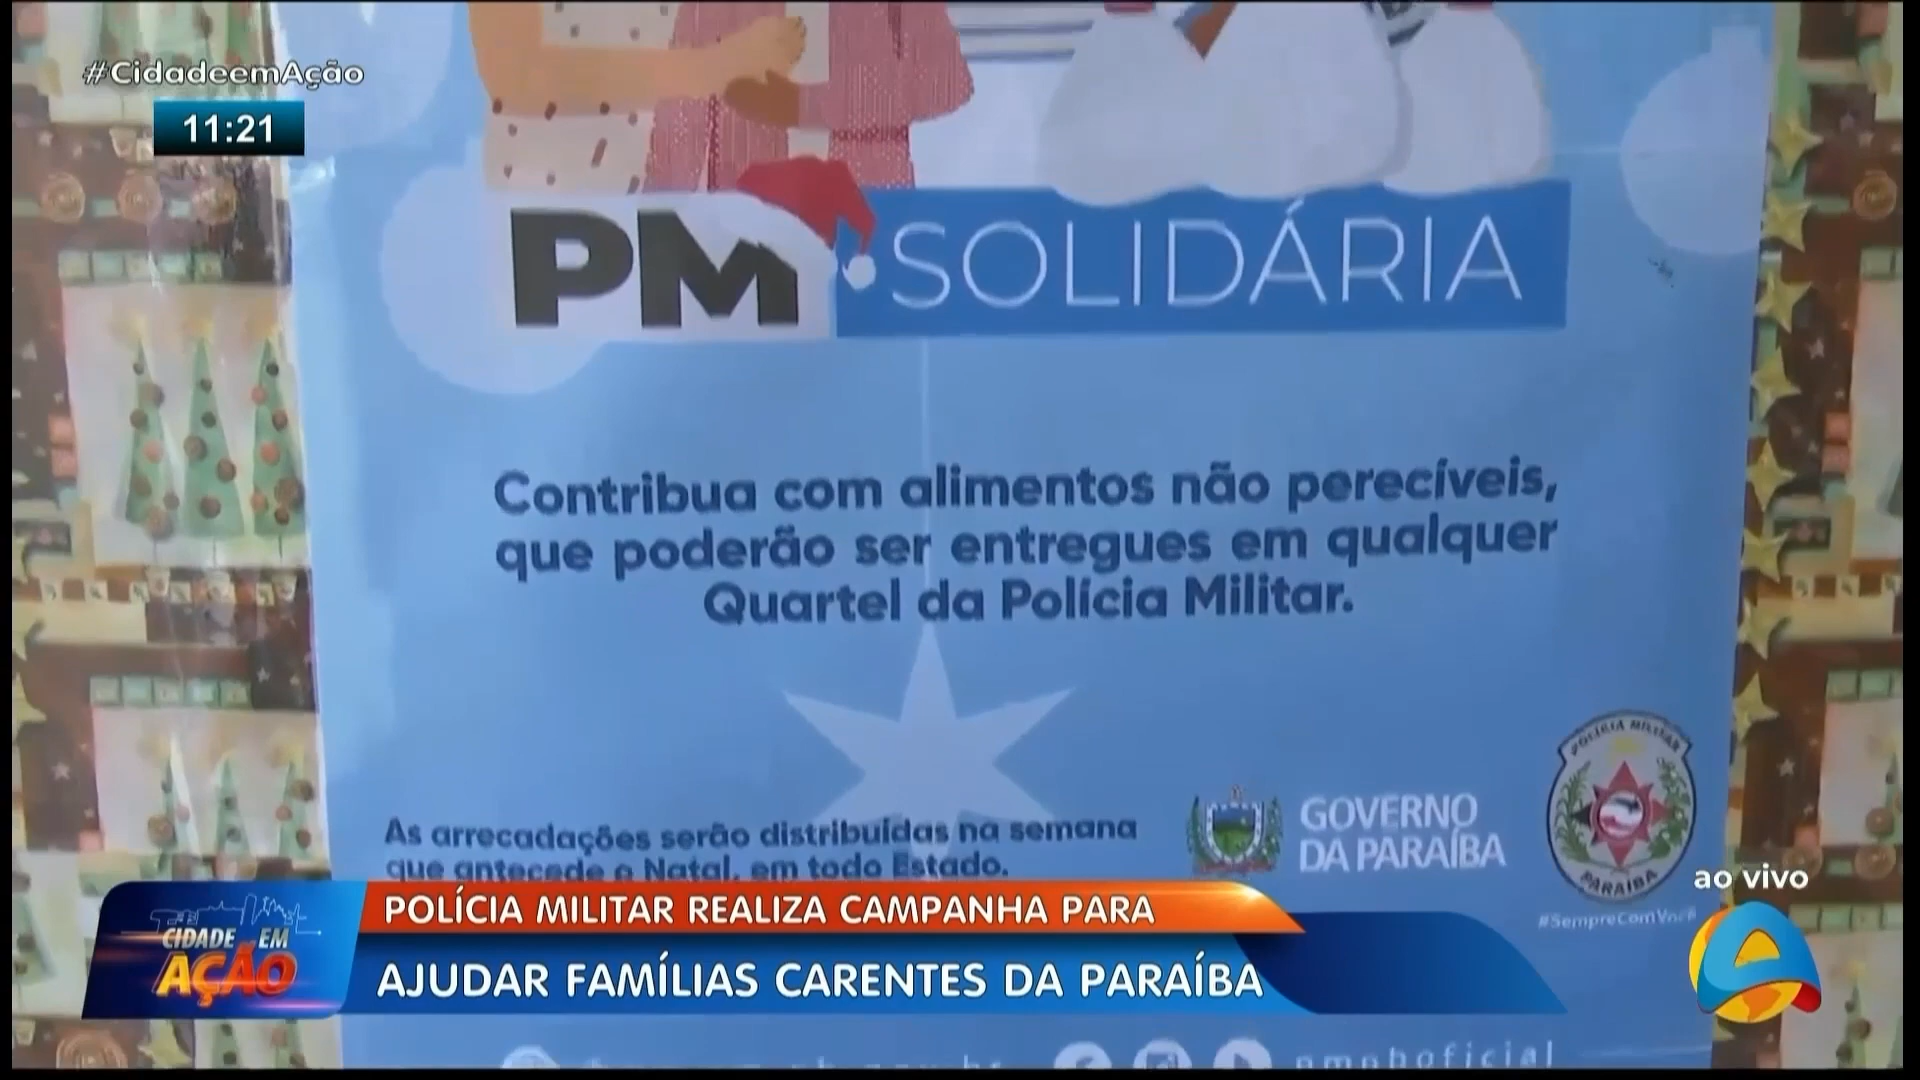 #CidadeemAção
11:21
PM SOLIDÁRIA
Contribua com alimentos não perecíveis,
que poderão ser entregues em qualquer
Quartel da Polícia Militar.
As arrecadações serão distribuídas na semana
que antecede o Natal, em todo Estado.
GOVERNO
DA PARAÍBA
POLÍCIA MILITAR
PARAÍBA
#SempreComVocê
ao vivo
CIDADE EM
AÇÃO
POLÍCIA MILITAR REALIZA CAMPANHA PARA
AJUDAR FAMÍLIAS CARENTES DA PARAÍBA
pmpboficial